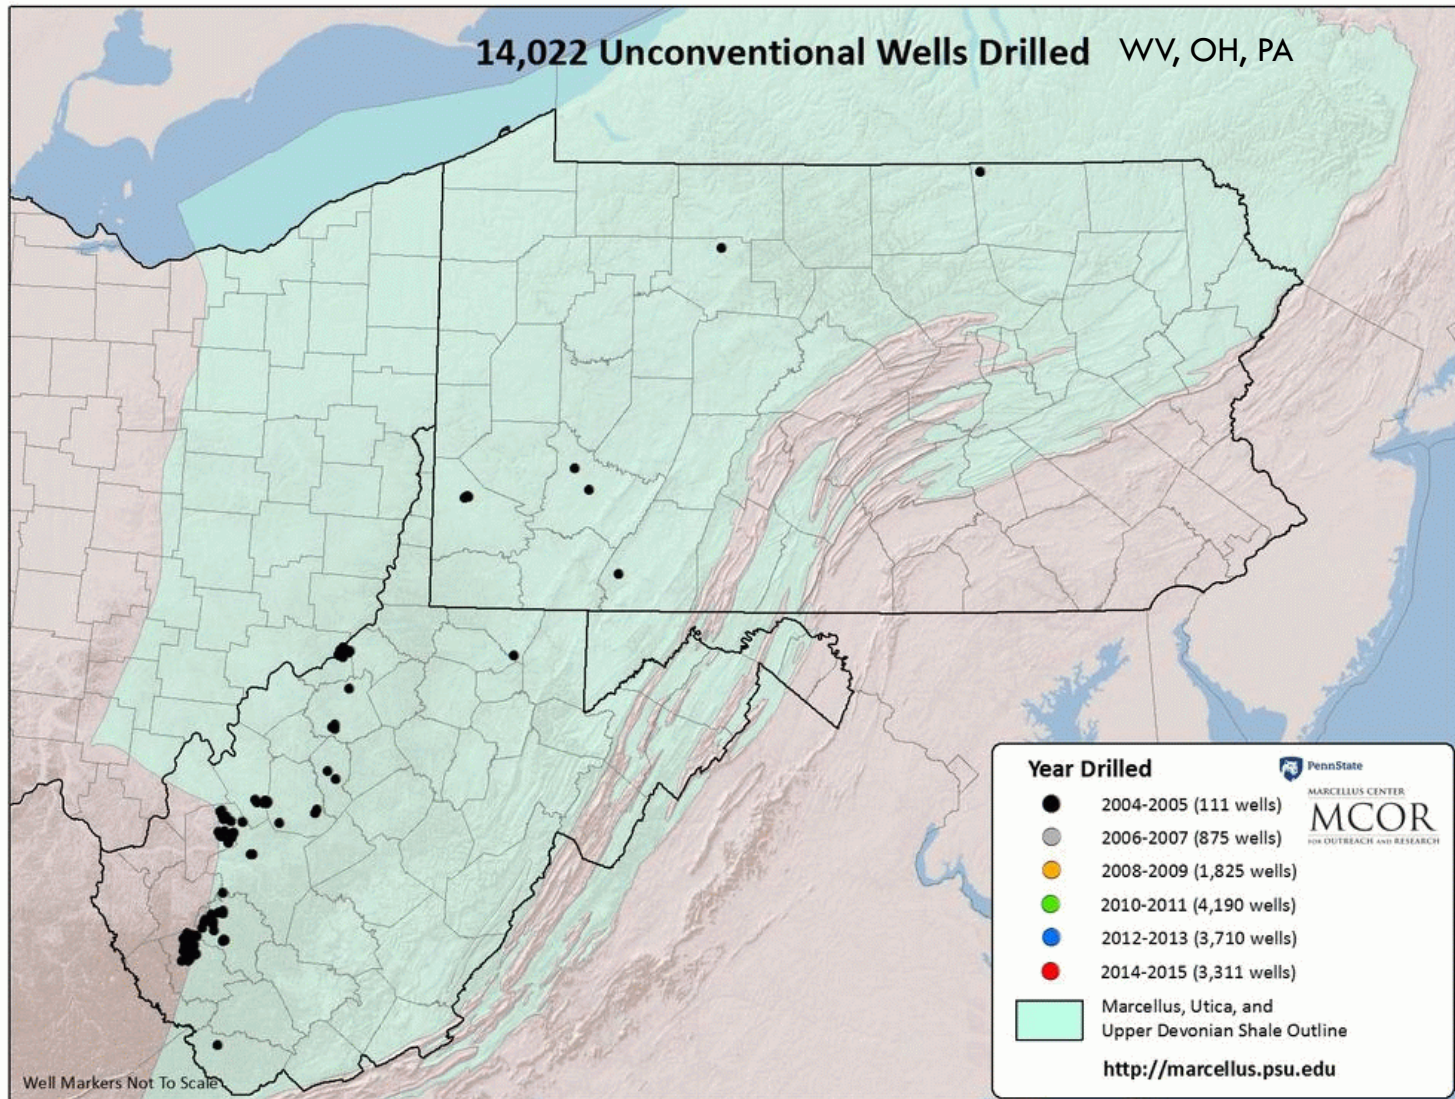 14,022 Unconventional Wells Drilled WV, OH, PA
Year Drilled
PennState
MARCELLUS CENTER
MCOR
FOR OUTREACH AND RESEARCH
2004-2005 (111 wells)
2006-2007 (875 wells)
2008-2009 (1,825 wells)
2010-2011 (4,190 wells)
2012-2013 (3,710 wells)
2014-2015 (3,311 wells)
Marcellus, Utica, and
Upper Devonian Shale Outline
http://marcellus.psu.edu
Well Markers Not To Scale